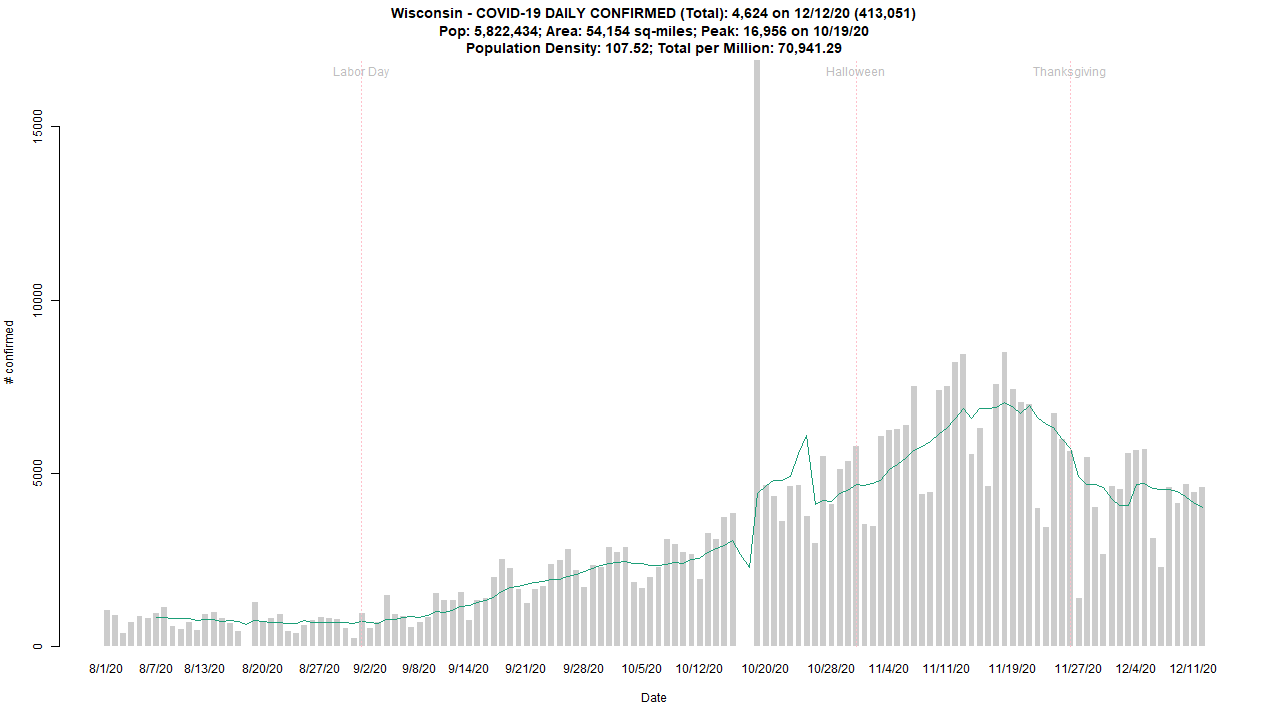 Wisconsin - COVID-19 DAILY CONFIRMED (Total): 4,624 on 12/12/20 (413,051)
Pop: 5,822,434; Area: 54,154 sq-miles; Peak: 16,956 on 10/19/20
Population Density: 107.52; Total per Million: 70,941.29
Labor Day Halloween Thanksgiving
15000
10000
5000
0
# confirmed
8/1/20 8/7/20 8/13/20 8/20/20 8/27/20 9/2/20 9/8/20 9/14/20 9/21/20 9/28/20 10/5/20 10/12/20 10/20/20 10/28/20 11/4/20 11/11/20 11/19/20 11/27/20 12/4/20 12/11/20
Date